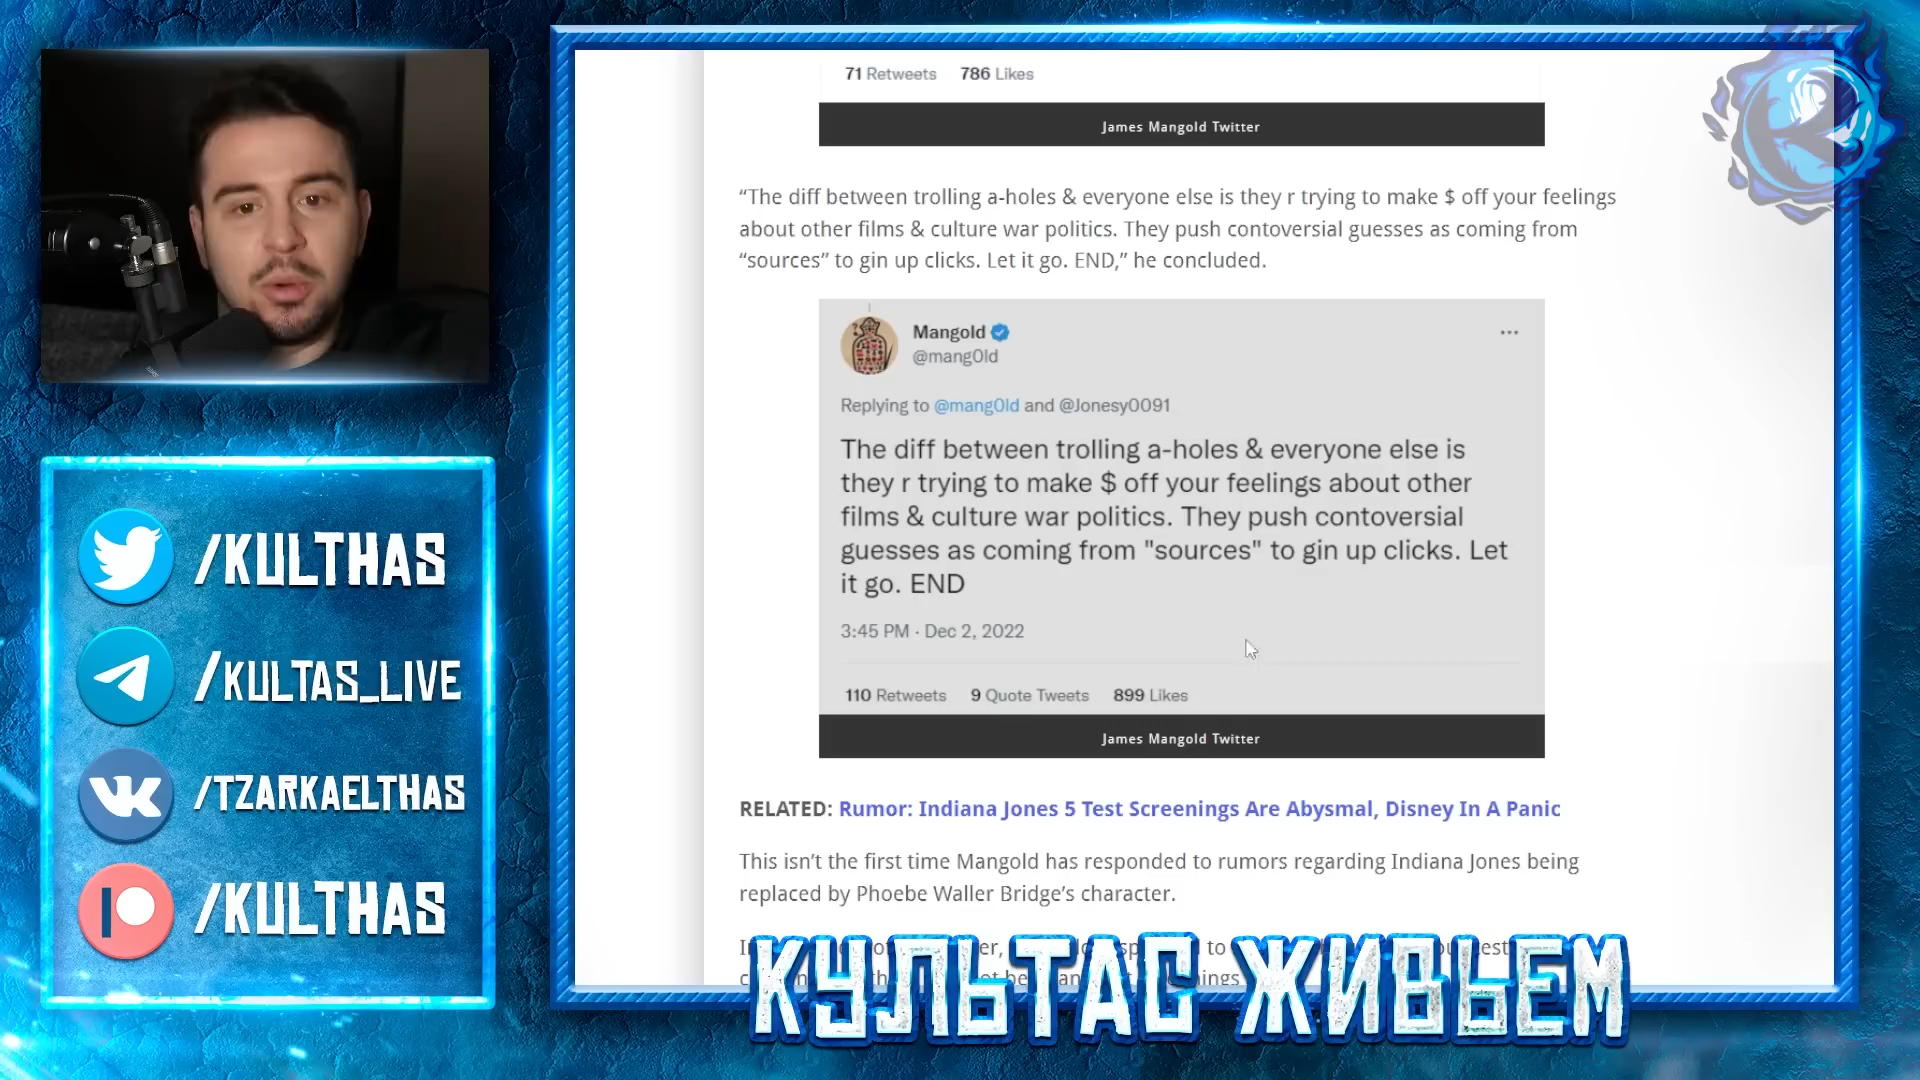 /KULTHAS
/KULTAS_LIVE
/TZARKAELTHAS
/KULTHAS
71 Retweets 786 Likes
James Mangold Twitter
“The diff between trolling a-holes & everyone else is they r trying to make $ off your feelings
about other films & culture war politics. They push contoversial guesses as coming from
“sources” to gin up clicks. Let it go. END,” he concluded.
Mangold
@mang0ld
Replying to @mang0ld and @Jonesy0091
The diff between trolling a-holes & everyone else is
they r trying to make $ off your feelings about other
films & culture war politics. They push contoversial
guesses as coming from "sources" to gin up clicks. Let
it go. END
3:45 PM · Dec 2, 2022
110 Retweets 9 Quote Tweets 899 Likes
James Mangold Twitter
RELATED: Rumor: Indiana Jones 5 Test Screenings Are Abysmal, Disney In A Panic
This isn’t the first time Mangold has responded to rumors regarding Indiana Jones being
replaced by Phoebe Waller Bridge’s character.
КУЛЬТАС ЖИВЬЕМ